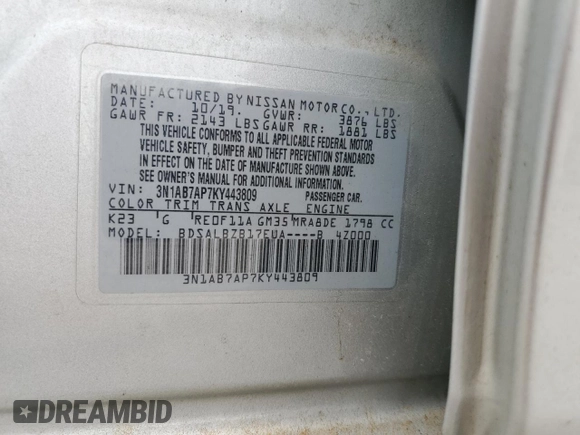 MANUFACTURED BY NISSAN MOTOR CO., LTD.
DATE: 10/19. GVWR: 3876 LBS
GAWR FR: 2143 LBS GAWR RR: 1881 LBS
THIS VEHICLE CONFORMS TO ALL APPLICABLE FEDERAL MOTOR
VEHICLE SAFETY, BUMPER AND THEFT PREVENTION STANDARDS
IN EFFECT ON THE DATE OF MANUFACTURE SHOWN ABOVE.
SEE OWNER'S MANUAL FOR ADDITIONAL INFORMATION.
VIN: 3N1AB7AP7KY443809 PASSENGER CAR.
COLOR TRIM TRANS AXLE ENGINE
K23 G RE0F11A GM35 MRA8DE 1798 CC
MODEL: BDSALBZB17EUA----B 4Z000
3N1AB7AP7KY443809
DREAMBID